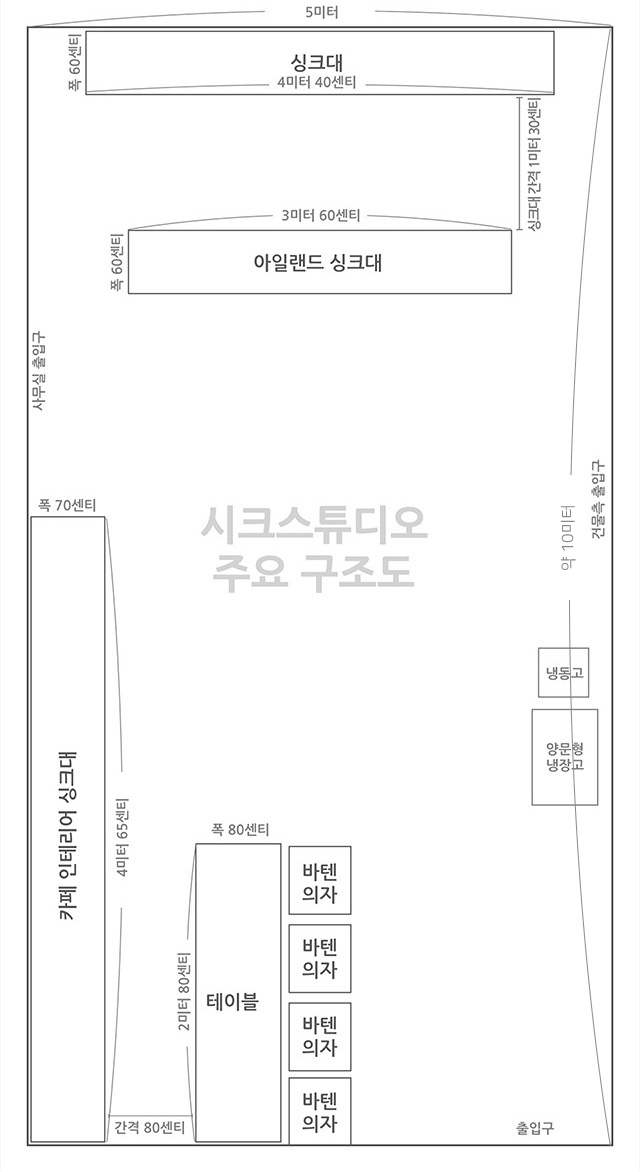 5미터
폭 60센티
싱크대
4미터 40센티
싱크대 간격 1미터 30센티
3미터 60센티
폭 60센티
아일랜드 싱크대
사무실 출입구
건물측 출입구
폭 70센티
시크스튜디오
주요 구조도
약 10미터
냉동고
양문형
냉장고
카페 인테리어 싱크대
4미터 65센티
폭 80센티
2미터 80센티
테이블
바텐
의자
바텐
의자
바텐
의자
바텐
의자
간격 80센티
출입구